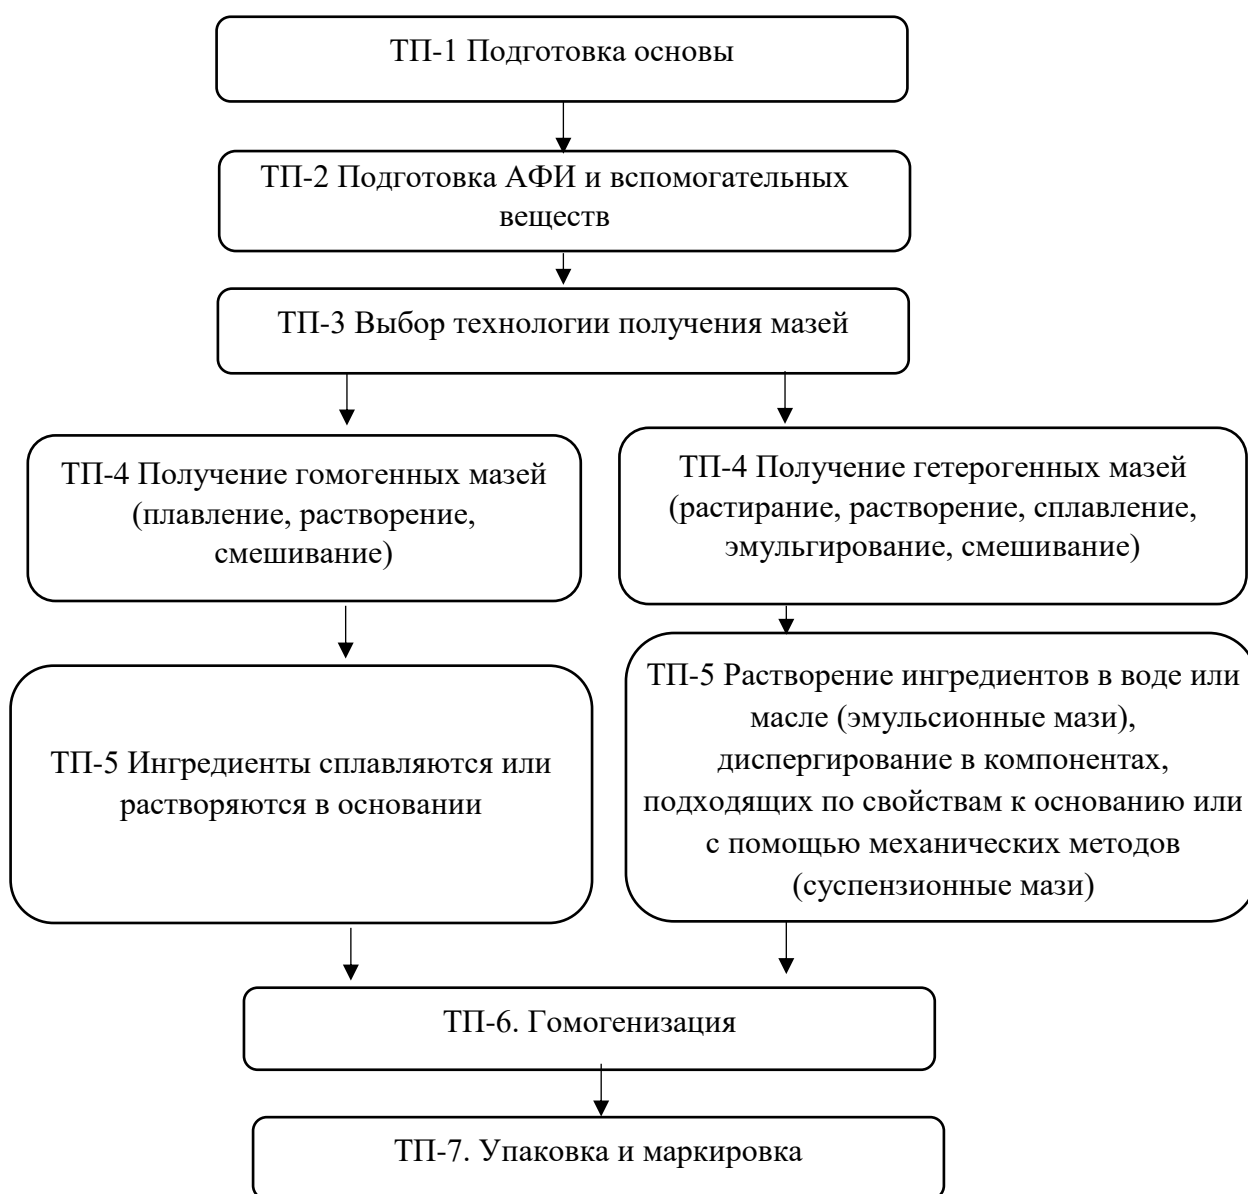 ТП-1 Подготовка основы
ТП-2 Подготовка АФИ и вспомогательных
веществ
ТП-3 Выбор технологии получения мазей
ТП-4 Получение гомогенных мазей
(плавление, растворение,
смешивание)
ТП-4 Получение гетерогенных мазей
(растирание, растворение, сплавление,
эмульгирование, смешивание)
ТП-5 Ингредиенты сплавляются или
растворяются в основании
ТП-5 Растворение ингредиентов в воде или
масле (эмульсионные мази),
диспергирование в компонентах,
подходящих по свойствам к основанию или
с помощью механических методов
(суспензионные мази)
ТП-6. Гомогенизация
ТП-7. Упаковка и маркировка